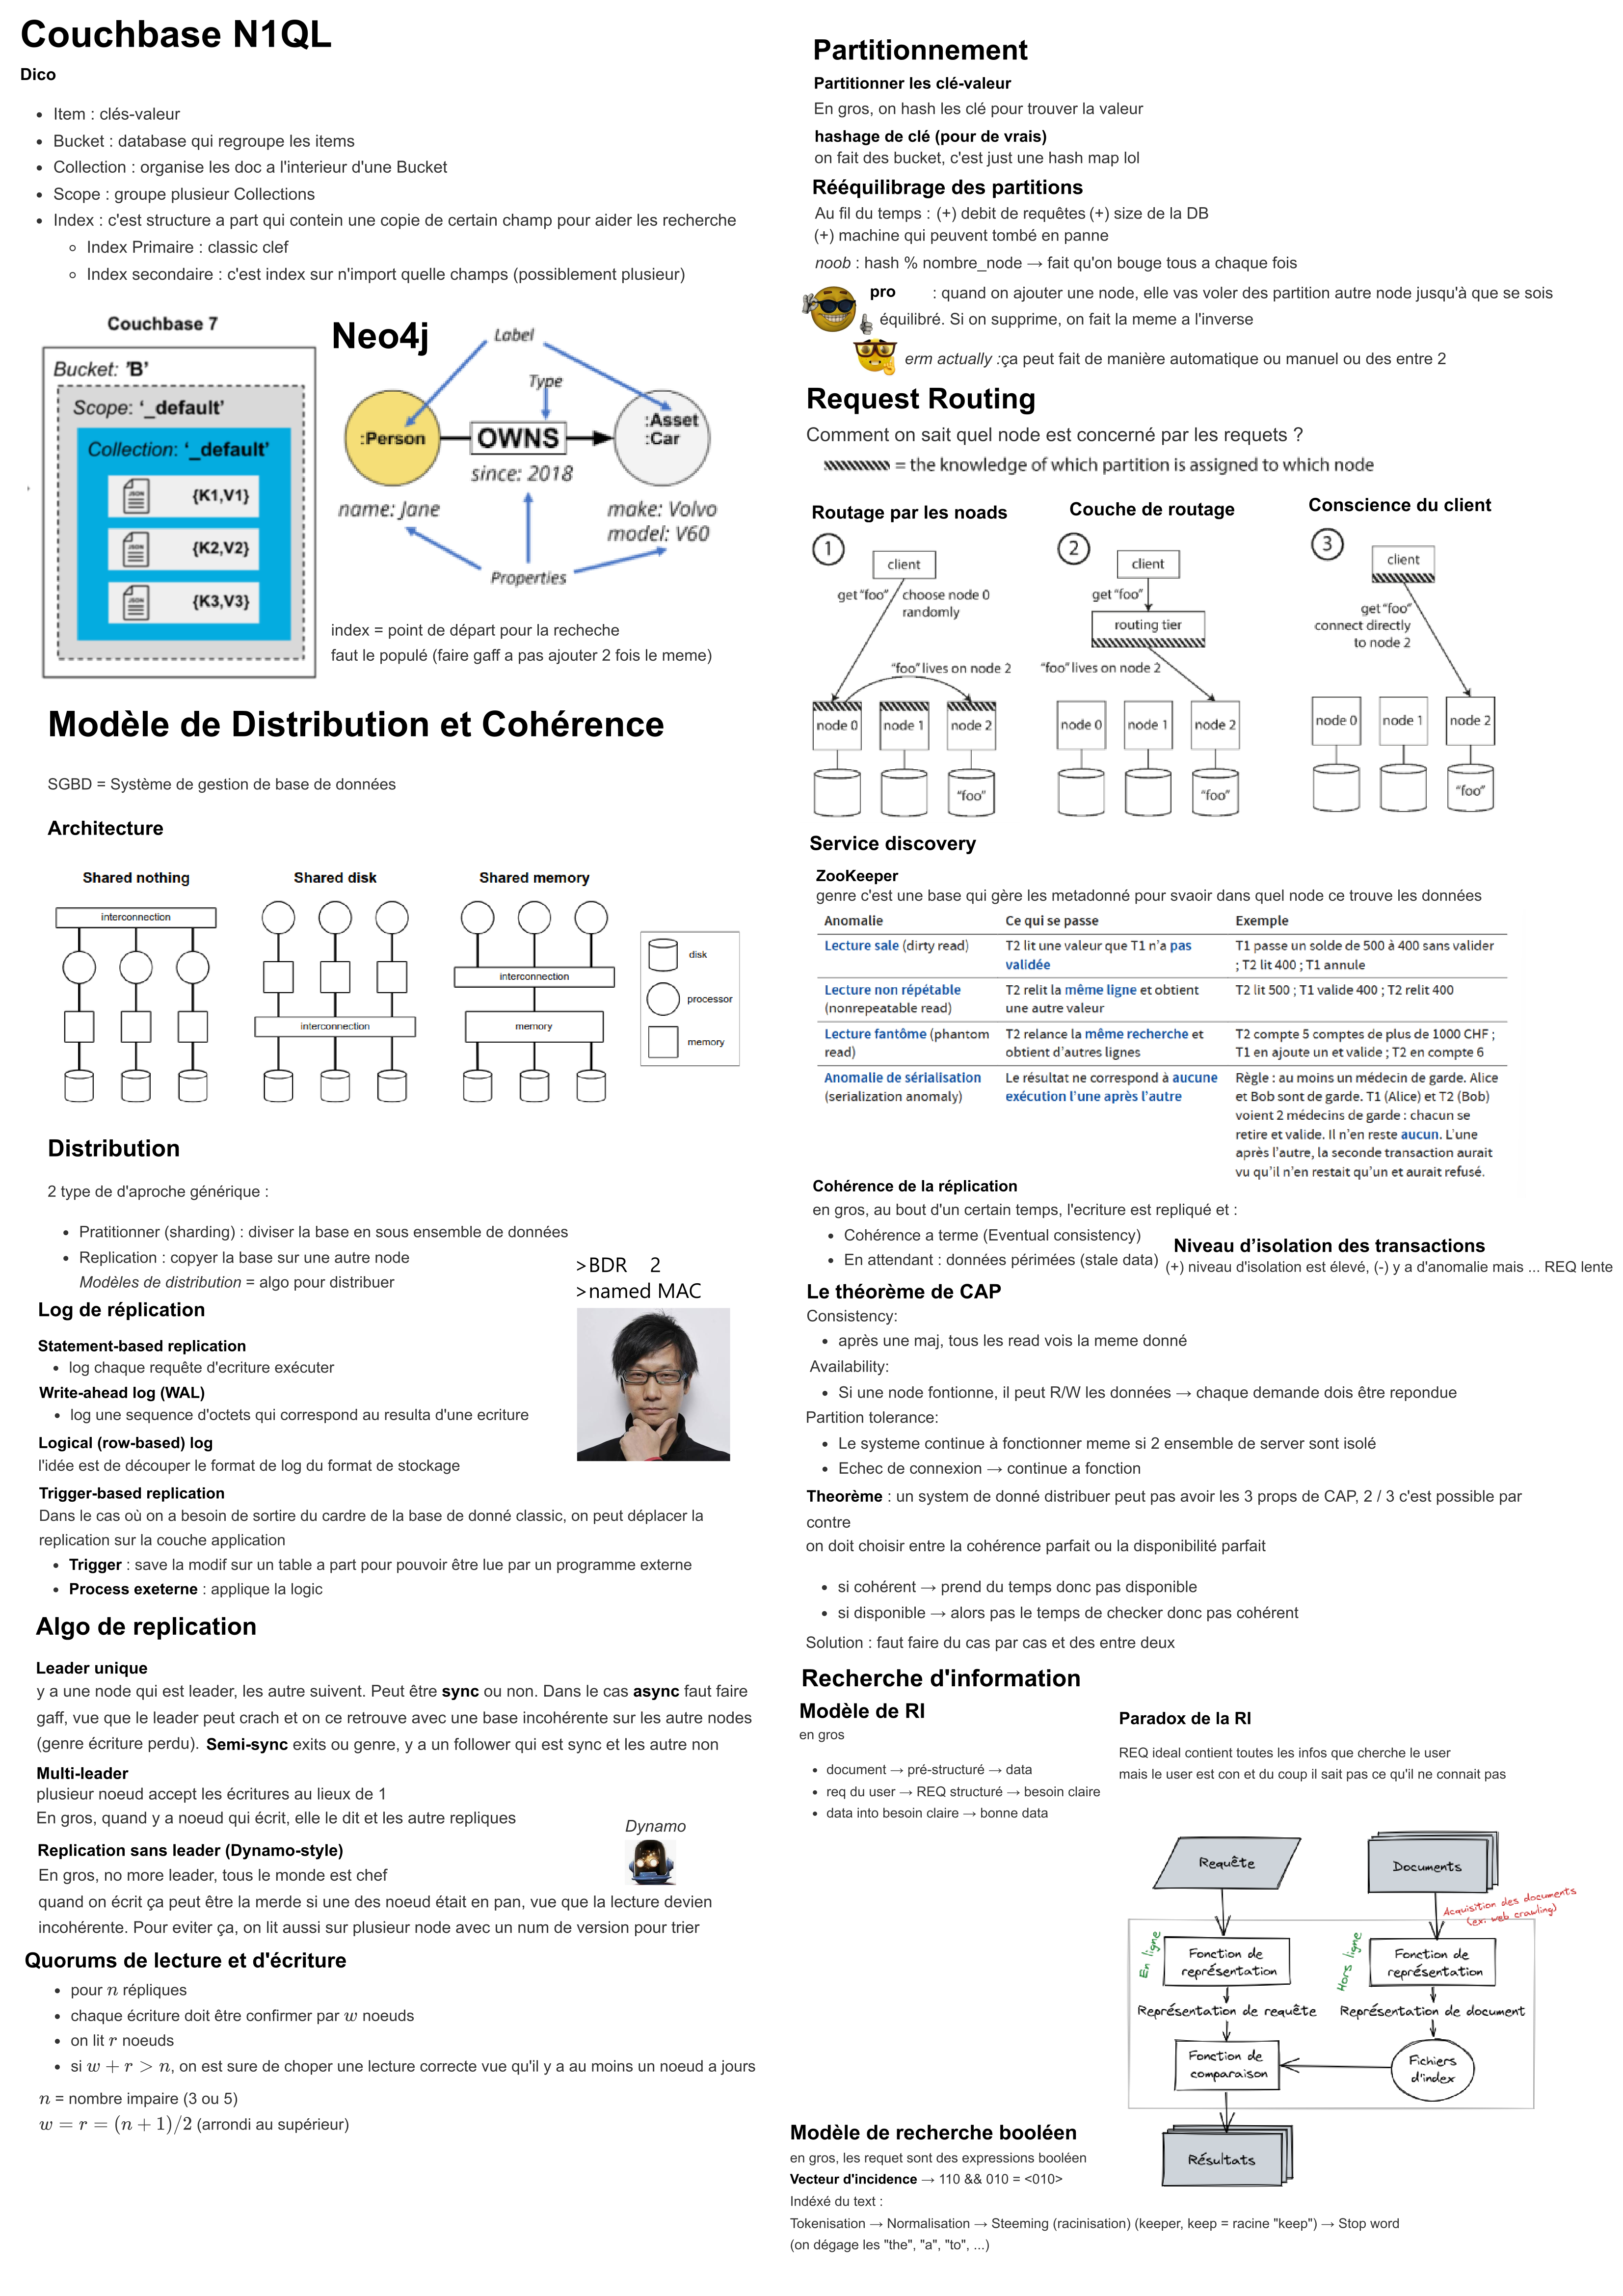 Couchbase N1QL
Dico
Item : clés-valeur
Bucket : database qui regroupe les items
Collection : organise les doc a l'interieur d'une Bucket
Scope : groupe plusieur Collections
Index : c'est structure a part qui contein une copie de certain champ pour aider les recherche
Index Primaire : classic clef
Index secondaire : c'est index sur n'import quelle champs (possiblement plusieur)
Couchbase 7
Bucket: 'B'
Scope: '_default'
Collection: '_default'
JSON
{K1,V1}
JSON
{K2,V2}
JSON
{K3,V3}
Neo4j
Label
Type
:Person
OWNS
:Asset
:Car
since: 2018
name: Jane
make: Volvo
model: V60
Properties
index = point de départ pour la recheche
faut le populé (faire gaff a pas ajouter 2 fois le meme)
Modèle de Distribution et Cohérence
SGBD = Système de gestion de base de données
Architecture
Shared nothing
interconnection
Shared disk
interconnection
Shared memory
interconnection
memory
disk
processor
memory
Distribution
2 type de d'aproche générique :
Pratitionner (sharding) : diviser la base en sous ensemble de données
Replication : copyer la base sur une autre node
Modèles de distribution = algo pour distribuer
>BDR 2
>named MAC
Log de réplication
Statement-based replication
log chaque requête d'ecriture exécuter
Write-ahead log (WAL)
log une sequence d'octets qui correspond au resulta d'une ecriture
Logical (row-based) log
l'idée est de découper le format de log du format de stockage
Trigger-based replication
Dans le cas où on a besoin de sortire du cardre de la base de donné classic, on peut déplacer la
replication sur la couche application
Trigger : save la modif sur un table a part pour pouvoir être lue par un programme externe
Process exeterne : applique la logic
Algo de replication
Leader unique
y a une node qui est leader, les autre suivent. Peut être sync ou non. Dans le cas async faut faire
gaff, vue que le leader peut crach et on ce retrouve avec une base incohérente sur les autre nodes
(genre écriture perdu). Semi-sync exits ou genre, y a un follower qui est sync et les autre non
Multi-leader
plusieur noeud accept les écritures au lieux de 1
En gros, quand y a noeud qui écrit, elle le dit et les autre repliques
Dynamo
Replication sans leader (Dynamo-style)
En gros, no more leader, tous le monde est chef
quand on écrit ça peut être la merde si une des noeud était en pan, vue que la lecture devien
incohérente. Pour eviter ça, on lit aussi sur plusieur node avec un num de version pour trier
Quorums de lecture et d'écriture
pour n répliques
chaque écriture doit être confirmer par w noeuds
on lit r noeuds
si w + r > n, on est sure de choper une lecture correcte vue qu'il y a au moins un noeud a jours
n = nombre impaire (3 ou 5)
w = r = (n + 1)/2 (arrondi au supérieur)
Partitionnement
Partitionner les clé-valeur
En gros, on hash les clé pour trouver la valeur
hashage de clé (pour de vrais)
on fait des bucket, c'est just une hash map lol
Rééquilibrage des partitions
Au fil du temps : (+) debit de requêtes (+) size de la DB
(+) machine qui peuvent tombé en panne
noob : hash % nombre_node → fait qu'on bouge tous a chaque fois
pro : quand on ajouter une node, elle vas voler des partition autre node jusqu'à que se sois
équilibré. Si on supprime, on fait la meme a l'inverse
erm actually :ça peut fait de manière automatique ou manuel ou des entre 2
Request Routing
Comment on sait quel node est concerné par les requets ?
= the knowledge of which partition is assigned to which node
Routage par les noads
1
client
get "foo"
choose node 0
randomly
"foo" lives on node 2
node 0
node 1
node 2
"foo"
Couche de routage
2
client
get "foo"
routing tier
"foo" lives on node 2
node 0
node 1
node 2
"foo"
Conscience du client
3
client
get "foo"
connect directly
to node 2
node 0
node 1
node 2
"foo"
Service discovery
ZooKeeper
genre c'est une base qui gère les metadonné pour svaoir dans quel node ce trouve les données
Anomalie Ce qui se passe Exemple
Lecture sale (dirty read) T2 lit une valeur que T1 n'a pas T1 passe un solde de 500 à 400 sans valider
validée ; T2 lit 400 ; T1 annule
Lecture non répétable T2 relit la même ligne et obtient T2 lit 500 ; T1 valide 400 ; T2 relit 400
(nonrepeatable read) une autre valeur
Lecture fantôme (phantom T2 relance la même recherche et T2 compte 5 comptes de plus de 1000 CHF ;
read) obtient d'autres lignes T1 en ajoute un et valide ; T2 en compte 6
Anomalie de sérialisation Le résultat ne correspond à aucune Règle : au moins un médecin de garde. Alice
(serialization anomaly) exécution l'une après l'autre et Bob sont de garde. T1 (Alice) et T2 (Bob)
voient 2 médecins de garde : chacun se
retire et valide. Il n'en reste aucun. L'une
après l'autre, la seconde transaction aurait
vu qu'il n'en restait qu'un et aurait refusé.
Cohérence de la réplication
en gros, au bout d'un certain temps, l'ecriture est repliqué et :
Cohérence a terme (Eventual consistency)
En attendant : données périmées (stale data)
Niveau d'isolation des transactions
(+) niveau d'isolation est élevé, (-) y a d'anomalie mais ... REQ lente
Le théorème de CAP
Consistency:
après une maj, tous les read vois la meme donné
Availability:
Si une node fontionne, il peut R/W les données → chaque demande dois être repondue
Partition tolerance:
Le systeme continue à fonctionner meme si 2 ensemble de server sont isolé
Echec de connexion → continue a fonction
Theorème : un system de donné distribuer peut pas avoir les 3 props de CAP, 2 / 3 c'est possible par
contre
on doit choisir entre la cohérence parfait ou la disponibilité parfait
si cohérent → prend du temps donc pas disponible
si disponible → alors pas le temps de checker donc pas cohérent
Solution : faut faire du cas par cas et des entre deux
Recherche d'information
Modèle de RI
en gros
document → pré-structuré → data
req du user → REQ structuré → besoin claire
data into besoin claire → bonne data
Paradox de la RI
REQ ideal contient toutes les infos que cherche le user
mais le user est con et du coup il sait pas ce qu'il ne connait pas
Requête
Documents
Acquisition des documents
(ex. web crawling)
En ligne
Fonction de
représentation
Hors ligne
Fonction de
représentation
Représentation de requête
Représentation de document
Fonction de
comparaison
Fichiers
d'index
Résultats
Modèle de recherche booléen
en gros, les requet sont des expressions booléen
Vecteur d'incidence → 110 && 010 = <010>
Indéxé du text :
Tokenisation → Normalisation → Steeming (racinisation) (keeper, keep = racine "keep") → Stop word
(on dégage les "the", "a", "to", ...)